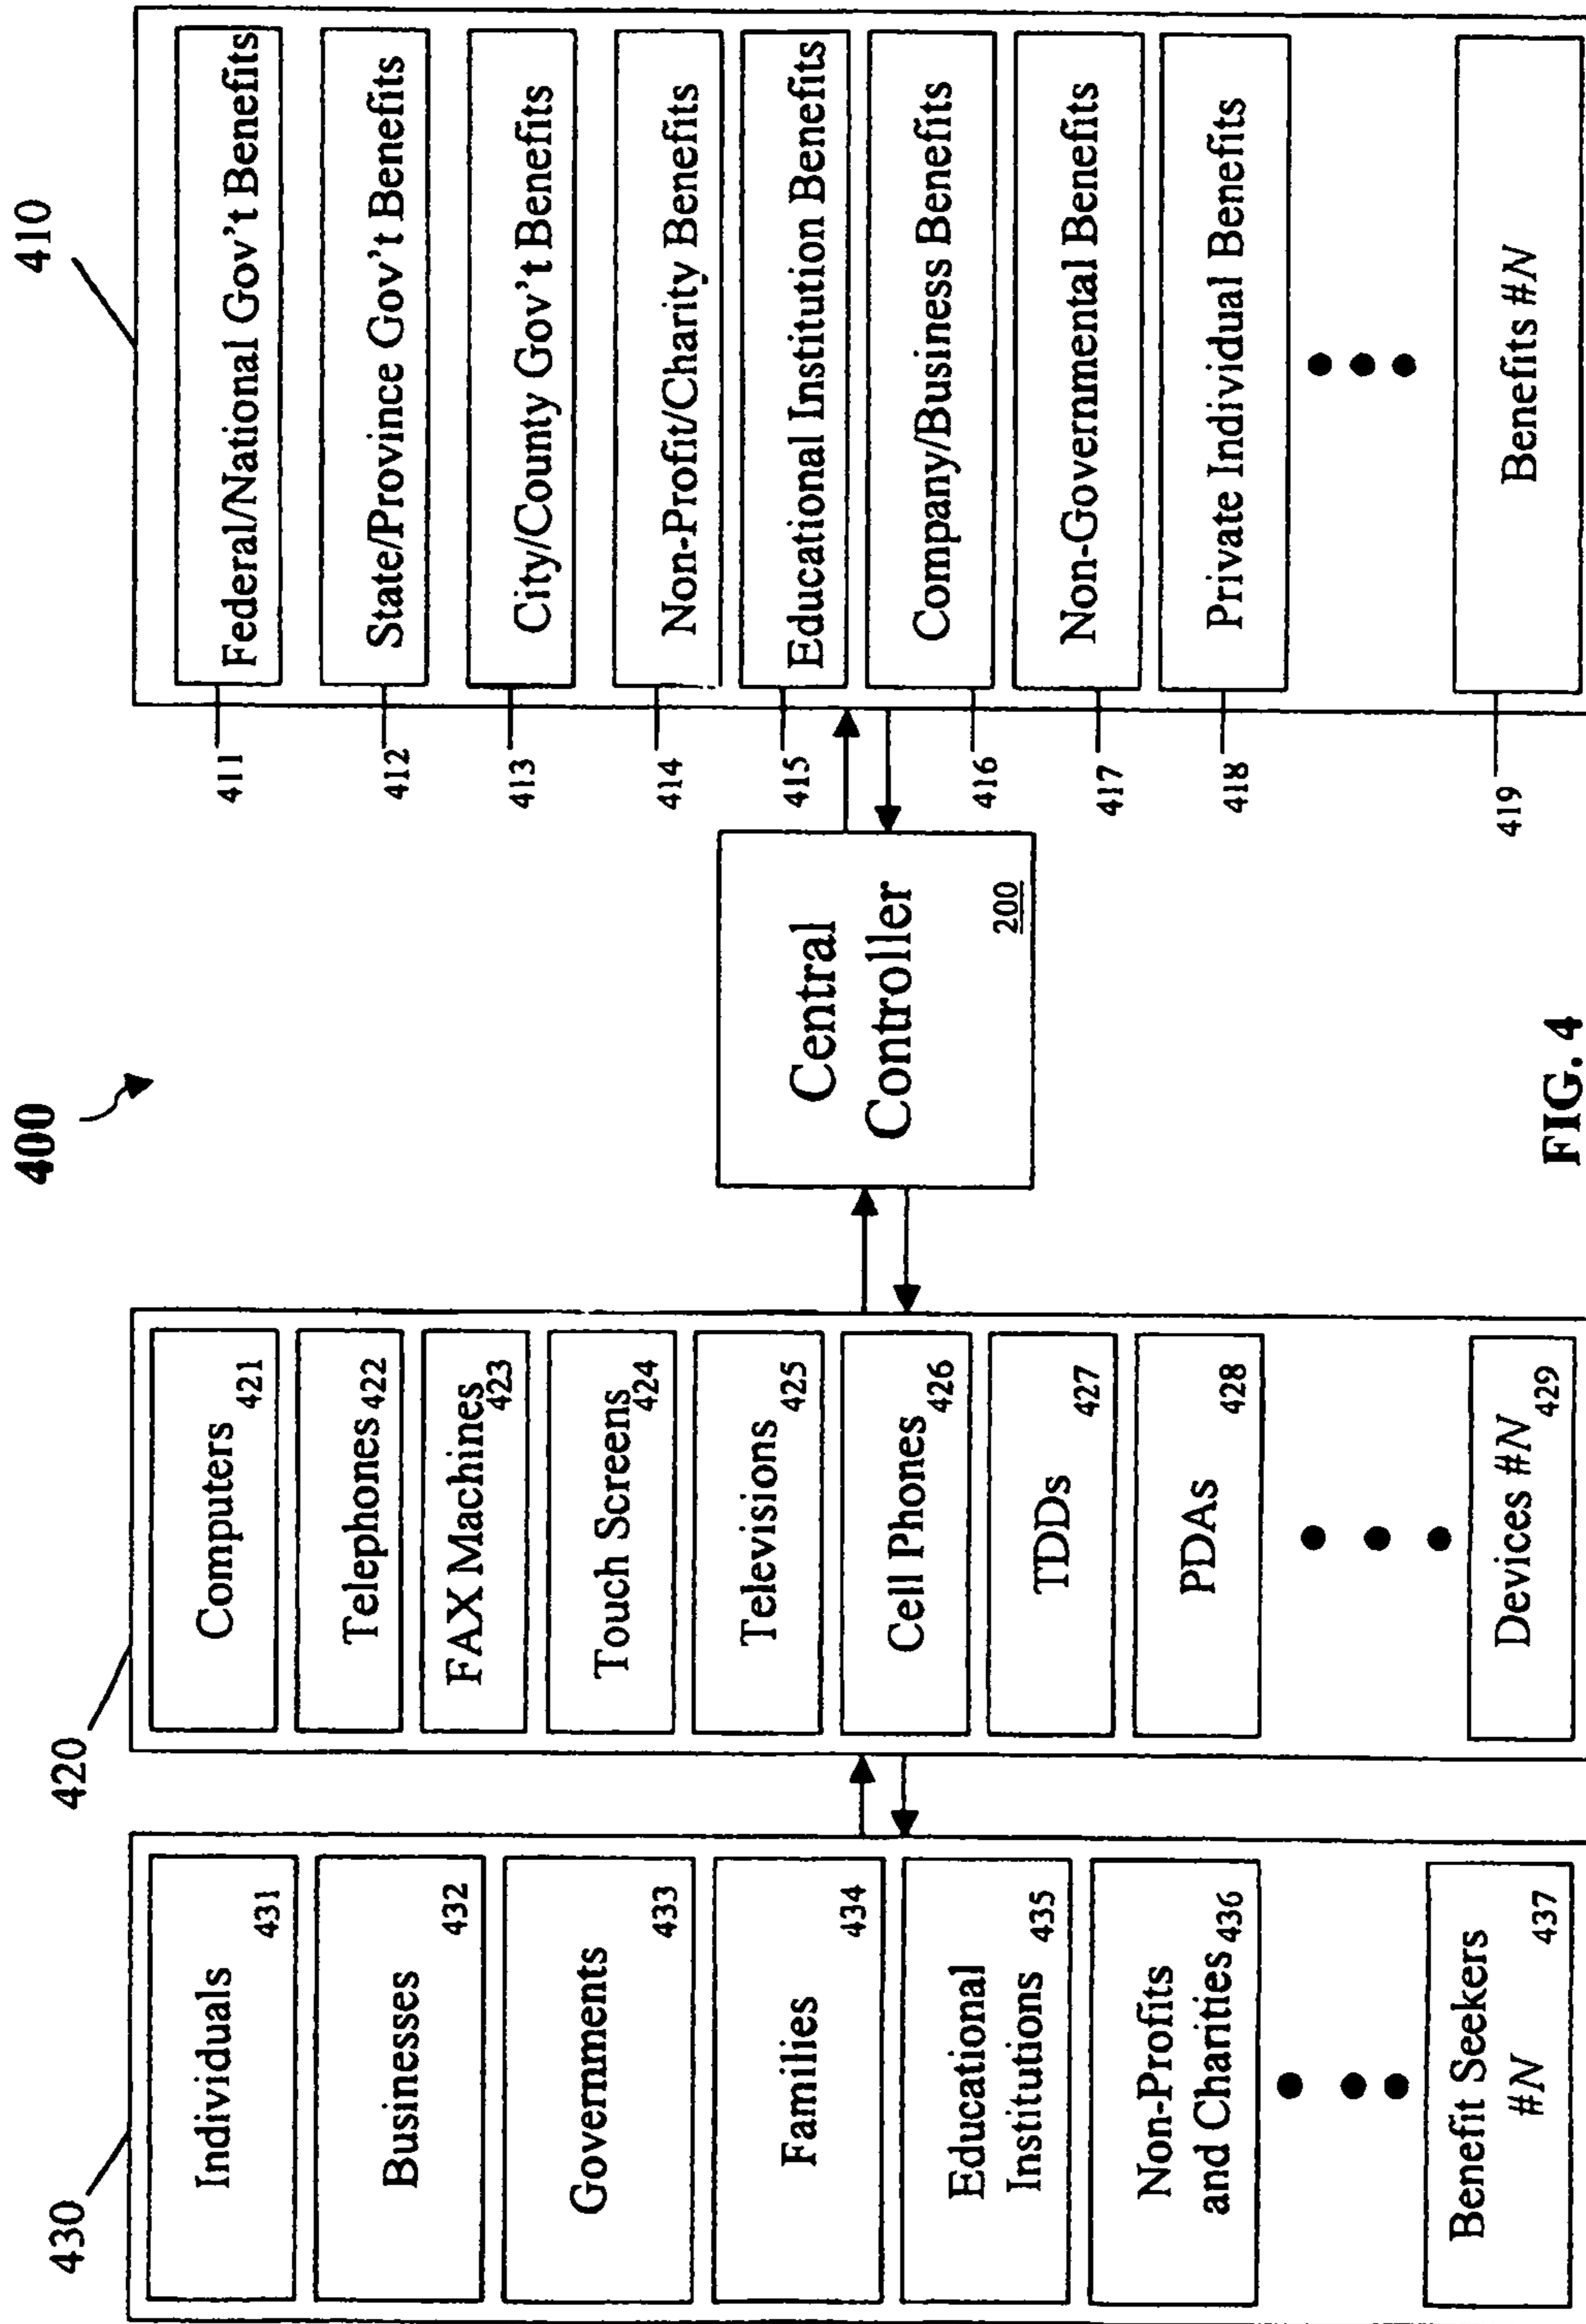 400
430
Individuals
431
Businesses
432
Governments
433
Families
434
Educational
Institutions
435
Non-Profits
and Charities 436
Benefit Seekers
#N
437
420
Computers
421
Telephones 422
FAX Machines
423
Touch Screens
424
Televisions
425
Cell Phones
426
TDDs
427
PDAs
428
Devices #N
429
Central
Controller
200
410
411
Federal/National Gov't Benefits
412
State/Province Gov't Benefits
413
City/County Gov't Benefits
414
Non-Profit/Charity Benefits
415
Educational Institution Benefits
416
Company/Business Benefits
417
Non-Governmental Benefits
418
Private Individual Benefits
419
Benefits #N
FIG. 4